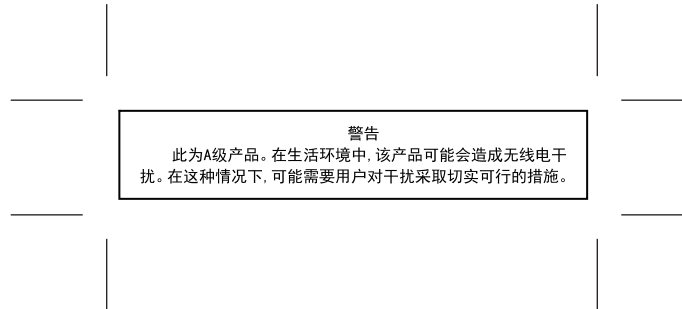 警告
此为A级产品。在生活环境中,该产品可能会造成无线电干
扰。在这种情况下,可能需要用户对干扰采取切实可行的措施。